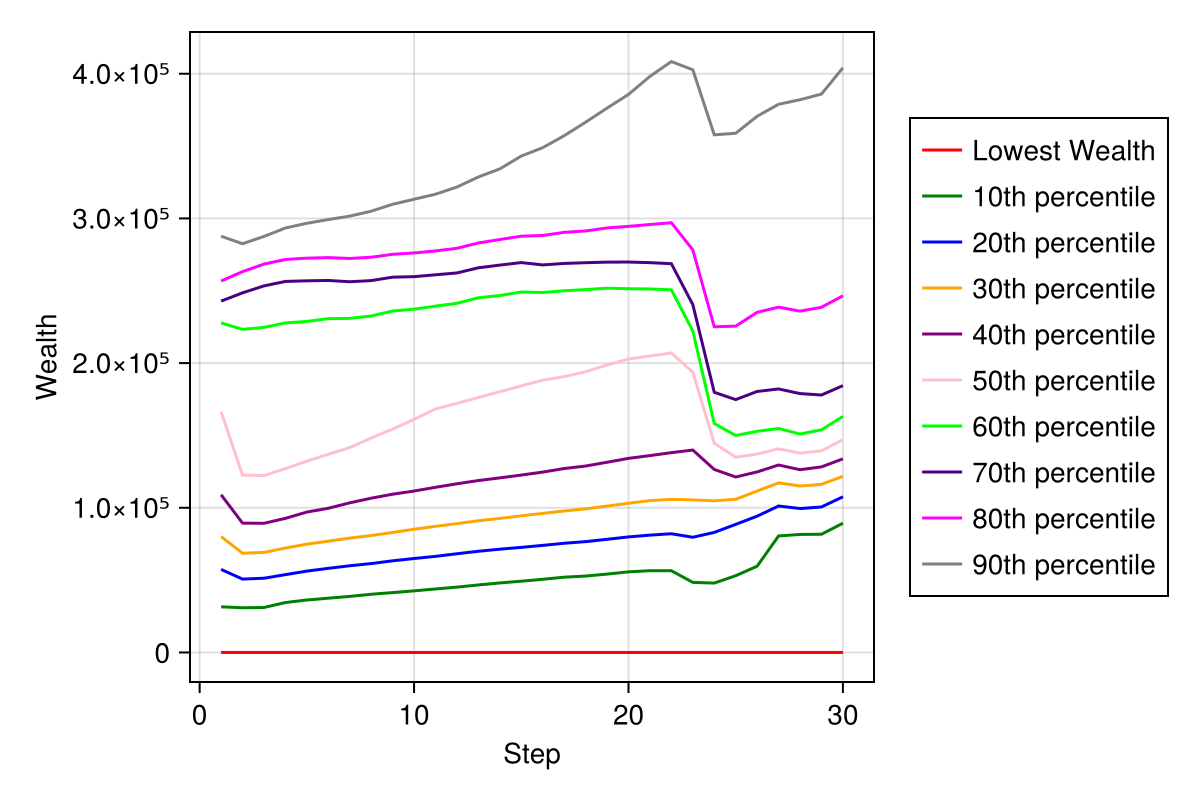 4.0×10⁵
3.0×10⁵
2.0×10⁵
1.0×10⁵
0
Wealth
0 10 20 30
Step
Lowest Wealth
10th percentile
20th percentile
30th percentile
40th percentile
50th percentile
60th percentile
70th percentile
80th percentile
90th percentile